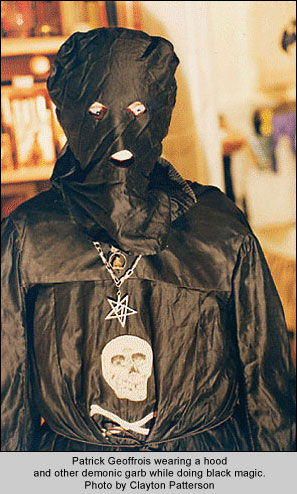 Patrick Geoffrois wearing a hood
and other demonic garb while doing black magic.
Photo by Clayton Patterson